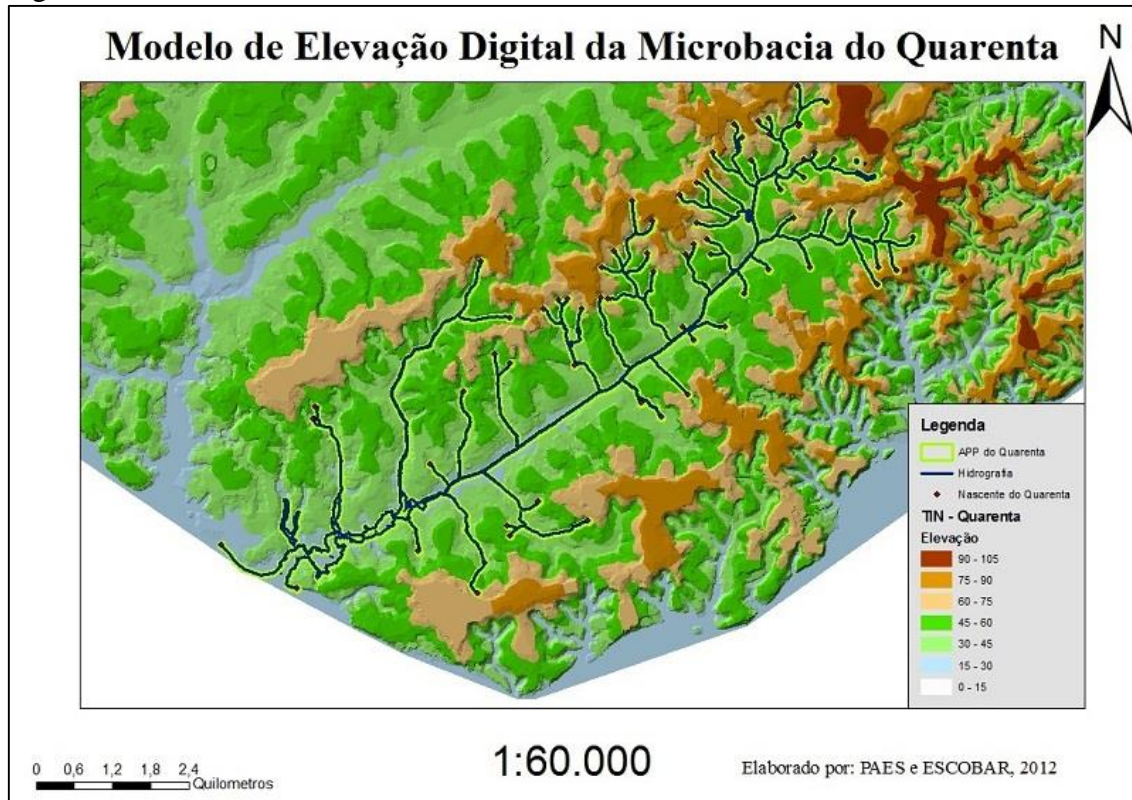 Modelo de Elevação Digital da Microbacia do Quarenta
N
Legenda
APP do Quarenta
Hidrografia
Nascente do Quarenta
TIN - Quarenta
Elevação
90 - 105
75 - 90
60 - 75
45 - 60
30 - 45
15 - 30
0 - 15
0 0,6 1,2 1,8 2,4
Quilometros
1:60.000
Elaborado por: PAES e ESCOBAR, 2012